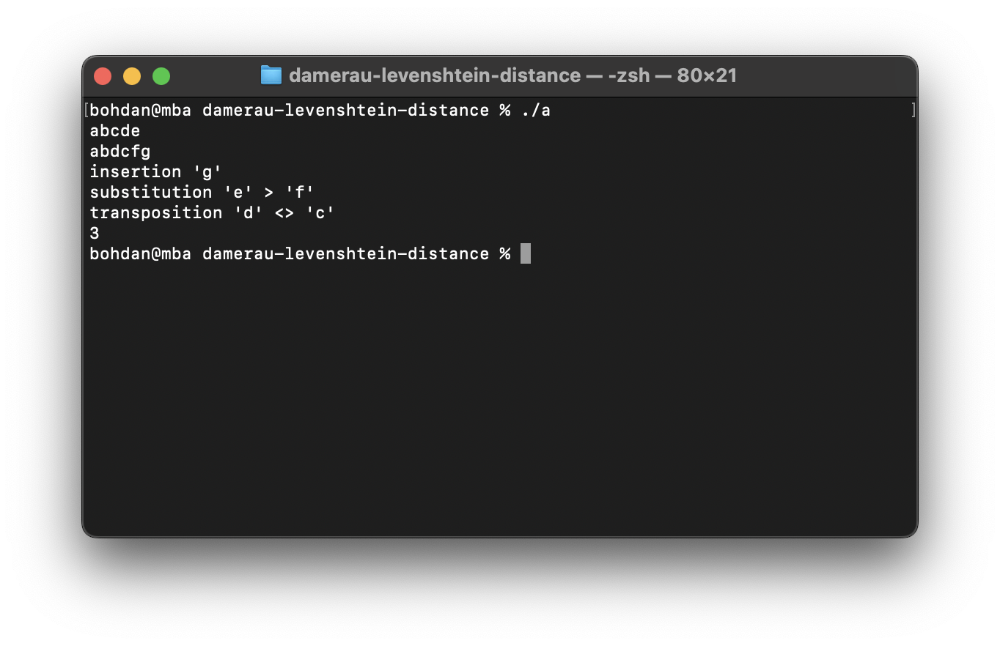 damerau-levenshtein-distance — -zsh — 80×21
[bohdan@mba damerau-levenshtein-distance % ./a ]
abcde
abdcfg
insertion 'g'
substitution 'e' > 'f'
transposition 'd' <> 'c'
3
bohdan@mba damerau-levenshtein-distance %